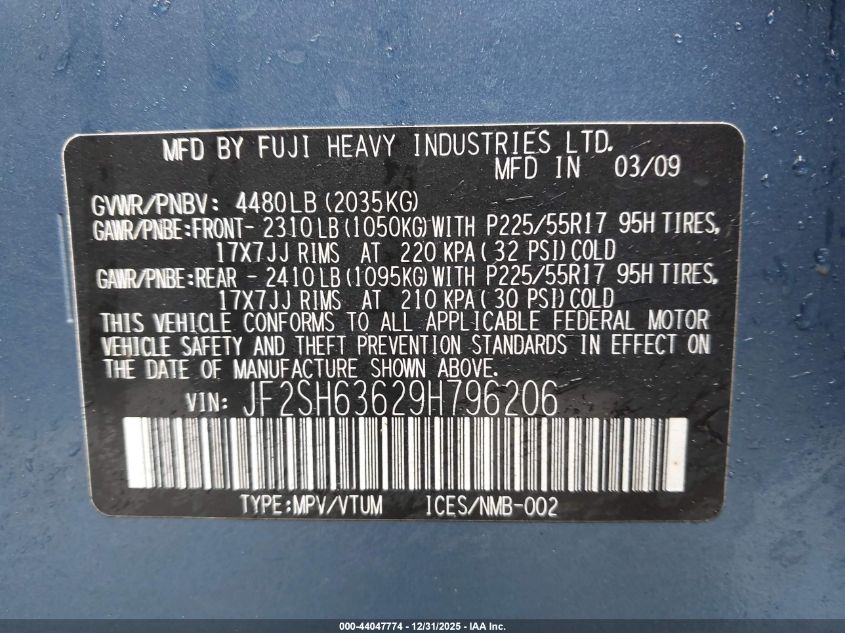 MFD BY FUJI HEAVY INDUSTRIES LTD.
MFD IN 03/09
GVWR/PNBV: 4480LB(2035KG)
GAWR/PNBE:FRONT- 2310LB(1050KG)WITH P225/55R17 95H TIRES,
17X7JJ RIMS AT 220 KPA(32 PSI)COLD
GAWR/PNBE:REAR - 2410LB(1095KG)WITH P225/55R17 95H TIRES,
17X7JJ RIMS AT 210 KPA(30 PSI)COLD
THIS VEHICLE CONFORMS TO ALL APPLICABLE FEDERAL MOTOR
VEHICLE SAFETY AND THEFT PREVENTION STANDARDS IN EFFECT ON
THE DATE OF MANUFACTURE SHOWN ABOVE.
VIN: JF2SH63629H796206
TYPE:MPV/VTUM ICES/NMB-002
000-44047774 - 12/31/2025 - IAA Inc.